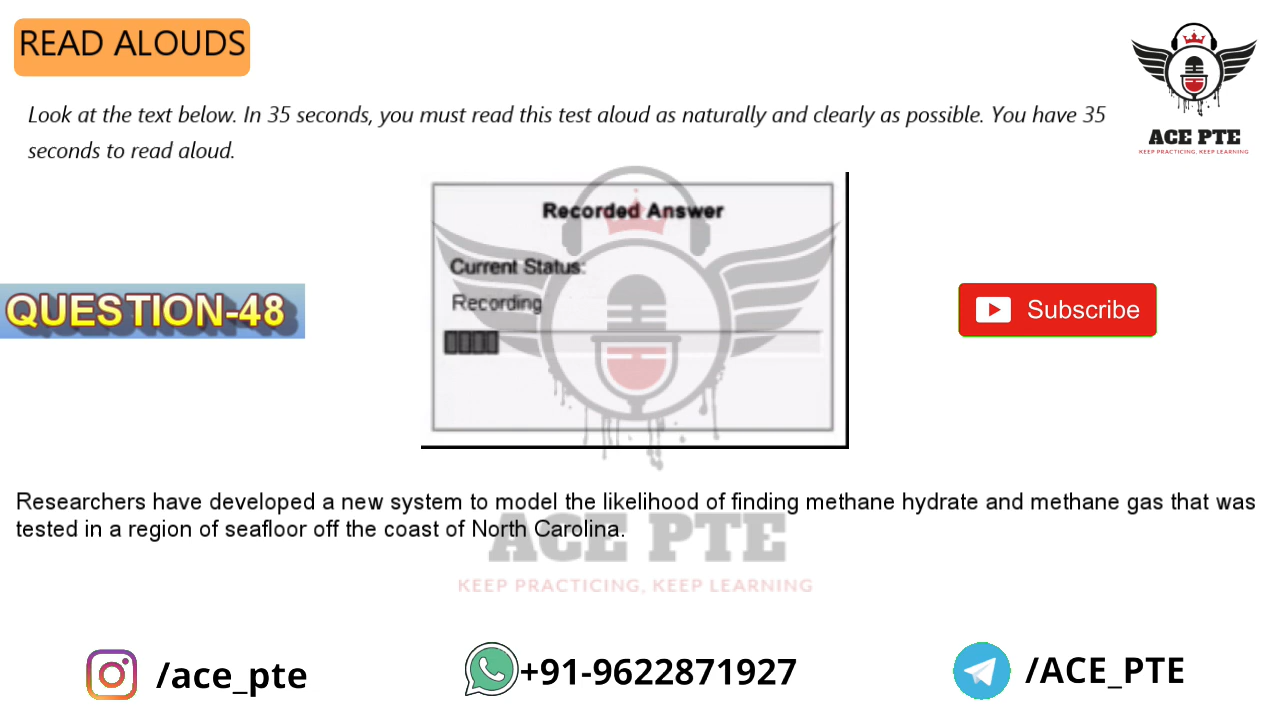 READ ALOUDS
Look at the text below. In 35 seconds, you must read this test aloud as naturally and clearly as possible. You have 35
seconds to read aloud.
ACE PTE
KEEP PRACTICING, KEEP LEARNING
Recorded Answer
Current Status:
Recording
QUESTION-48
Subscribe
Researchers have developed a new system to model the likelihood of finding methane hydrate and methane gas that was
tested in a region of seafloor off the coast of North Carolina.
ACE PTE
KEEP PRACTICING, KEEP LEARNING
/ace_pte
+91-9622871927
/ACE_PTE